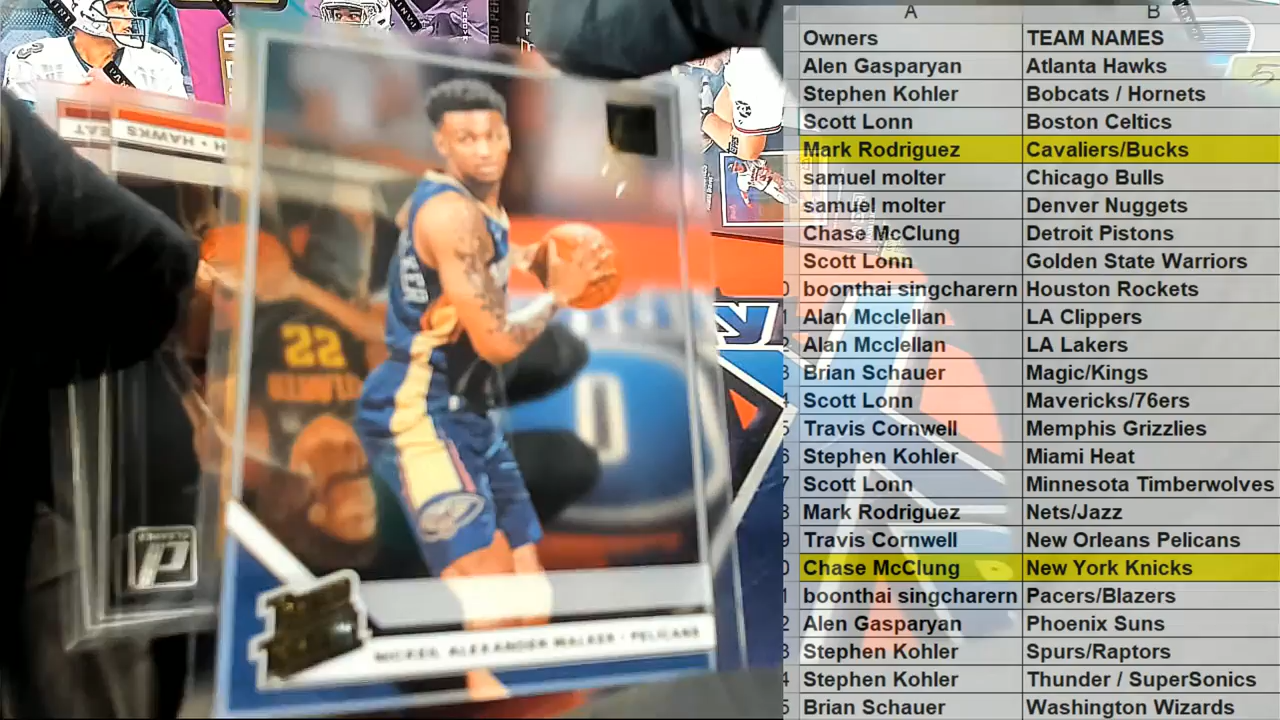 A B
Owners TEAM NAMES
Alen Gasparyan Atlanta Hawks
Stephen Kohler Bobcats / Hornets
Scott Lonn Boston Celtics
Mark Rodriguez Cavaliers/Bucks
samuel molter Chicago Bulls
samuel molter Denver Nuggets
Chase McClung Detroit Pistons
Scott Lonn Golden State Warriors
boonthai singcharern Houston Rockets
Alan Mcclellan LA Clippers
Alan Mcclellan LA Lakers
Brian Schauer Magic/Kings
Scott Lonn Mavericks/76ers
Travis Cornwell Memphis Grizzlies
Stephen Kohler Miami Heat
Scott Lonn Minnesota Timberwolves
Mark Rodriguez Nets/Jazz
Travis Cornwell New Orleans Pelicans
Chase McClung New York Knicks
boonthai singcharern Pacers/Blazers
Alen Gasparyan Phoenix Suns
Stephen Kohler Spurs/Raptors
Stephen Kohler Thunder / SuperSonics
Brian Schauer Washington Wizards
HAWKS
22
NICKEIL ALEXANDER-WALKER • PELICANS